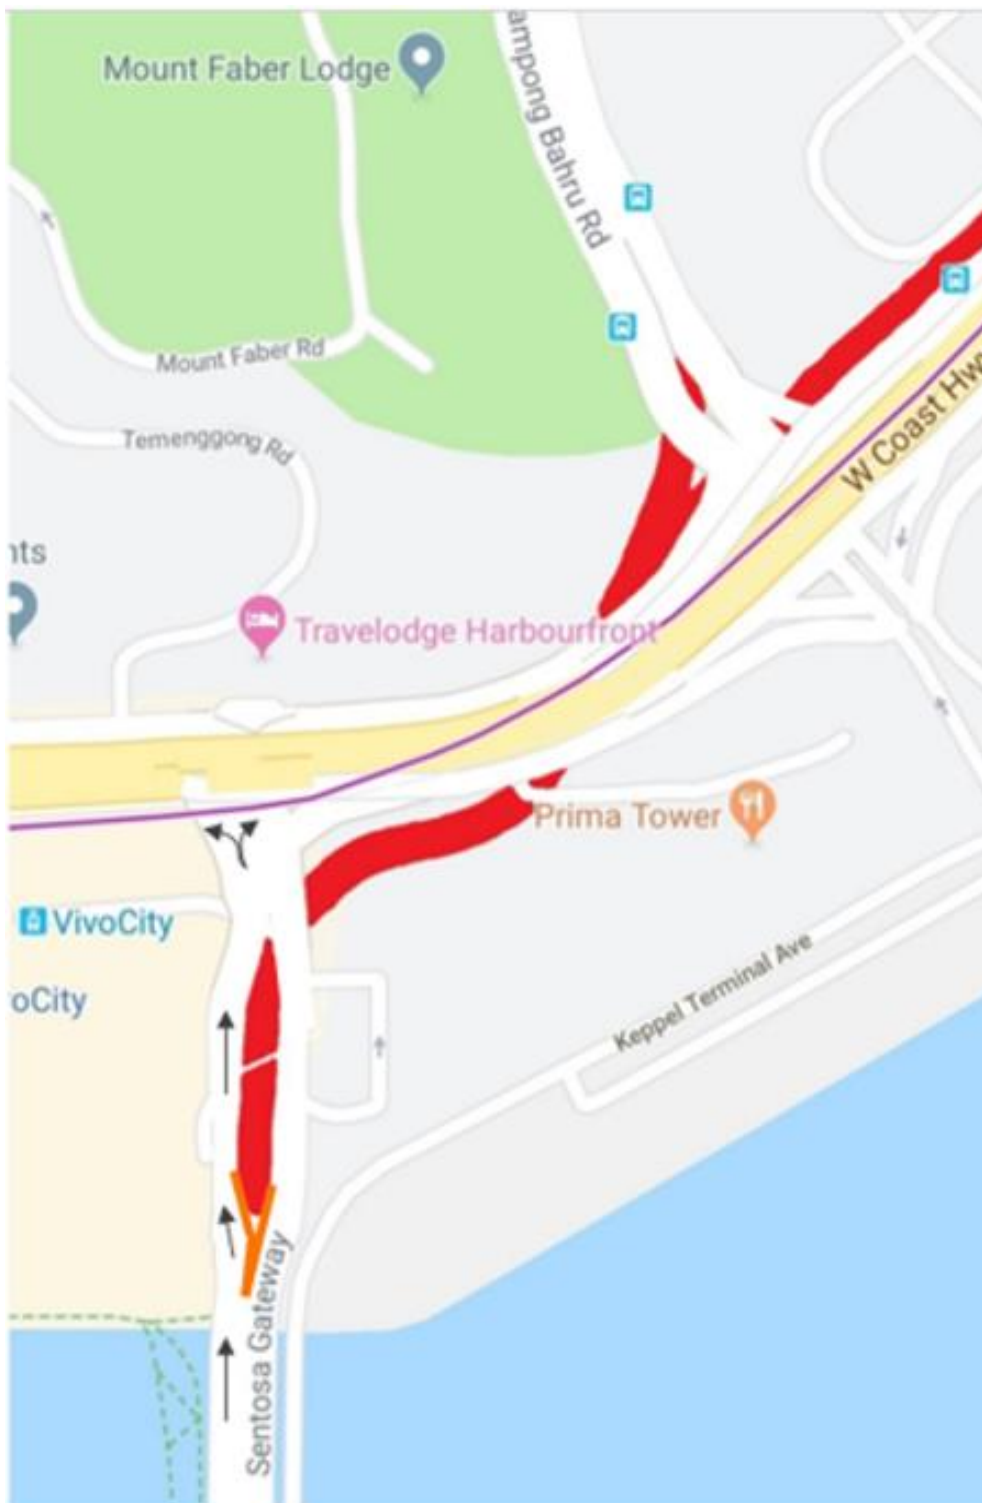 Mount Faber Lodge
ampong Bahru Rd
Mount Faber Rd
Temenggong Rd
W Coast Hw
nts
Travelodge Harbourfront
Prima Tower
VivoCity
voCity
Keppel Terminal Ave
Sentosa Gateway